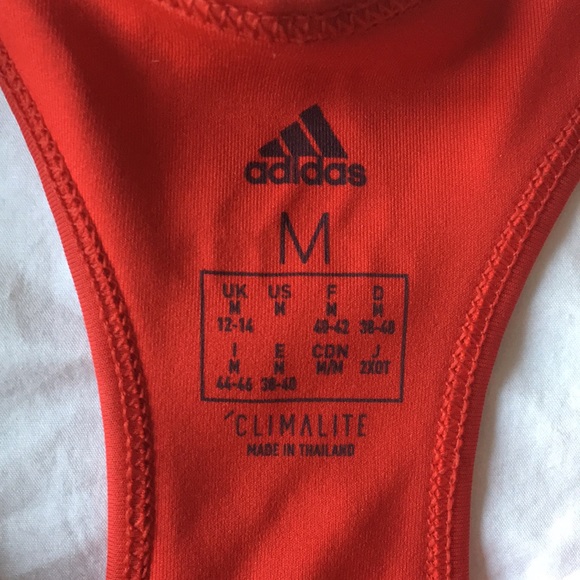 adidas
M
UK US F D
M M M M
12-14 40-42 38-40
I E CDN J
M M M/M 2XOT
44-46 38-40
CLIMALITE
MADE IN THAILAND